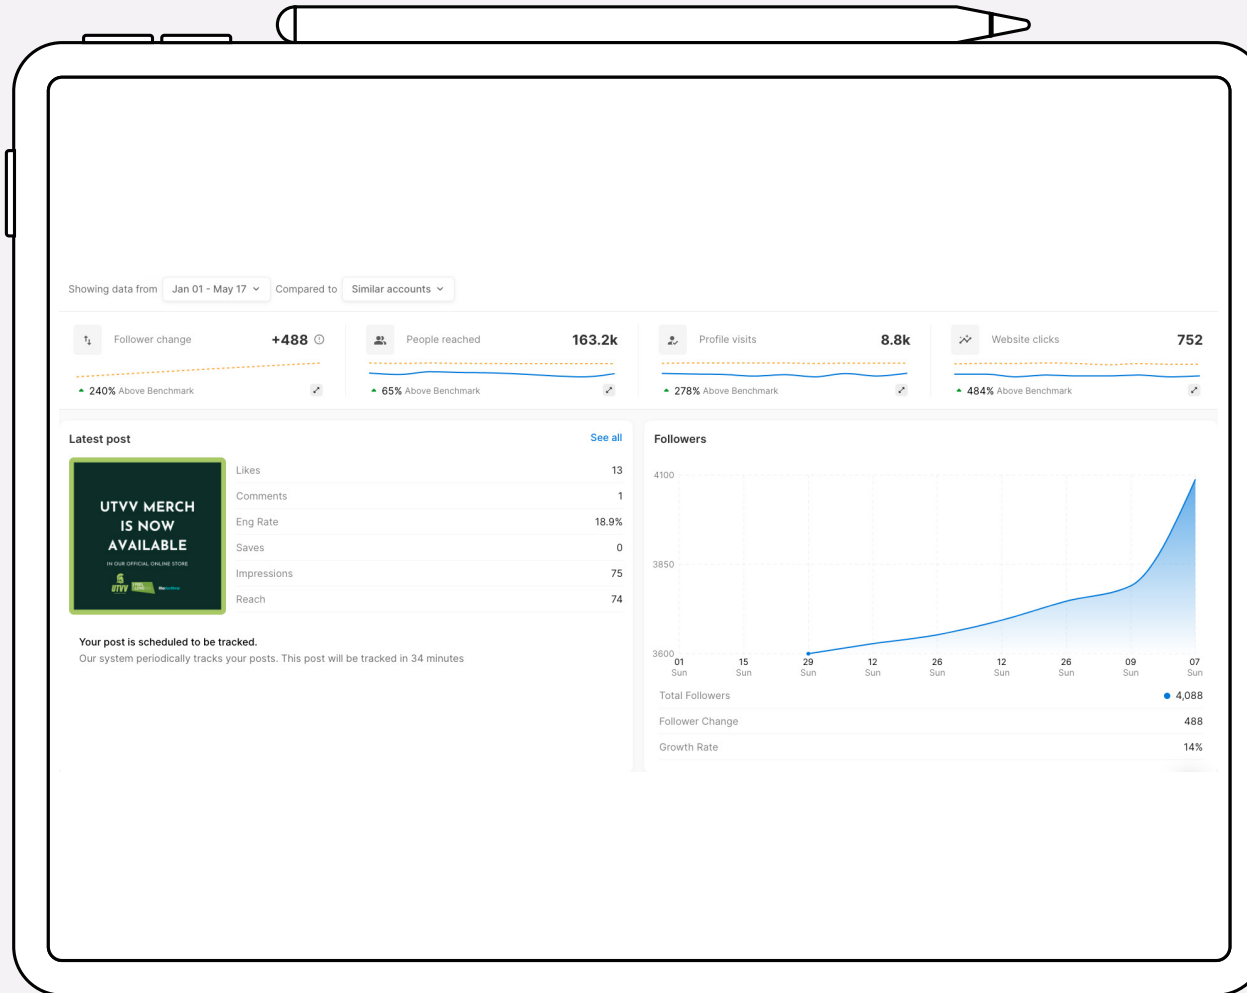 Showing data from Jan 01 - May 17 Compared to Similar accounts
Follower change +488
240% Above Benchmark
People reached 163.2k
65% Above Benchmark
Profile visits 8.8k
278% Above Benchmark
Website clicks 752
484% Above Benchmark
Latest post See all
UTVV MERCH
IS NOW
AVAILABLE
IN OUR OFFICIAL ONLINE STORE
UTVV
Likes 13
Comments 1
Eng Rate 18.9%
Saves 0
Impressions 75
Reach 74
Your post is scheduled to be tracked.
Our system periodically tracks your posts. This post will be tracked in 34 minutes
Followers
4100
3850
3600
01 15 29 12 26 12 26 09 07
Sun Sun Sun Sun Sun Sun Sun Sun Sun
Total Followers 4,088
Follower Change 488
Growth Rate 14%